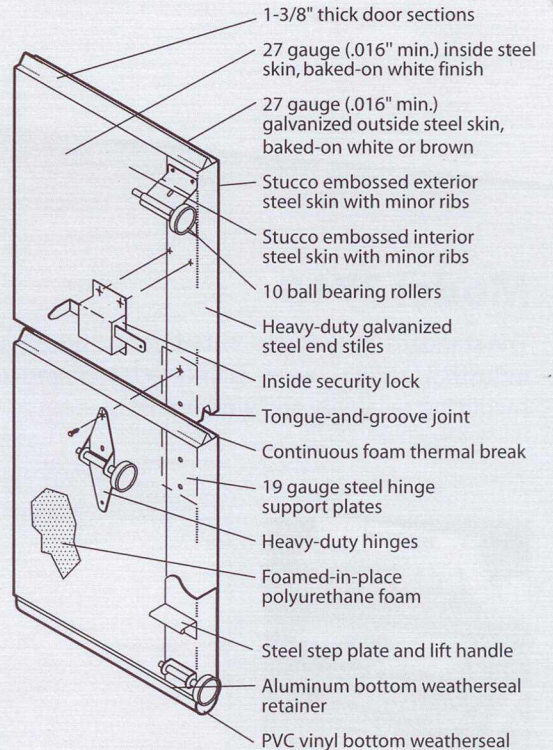 1-3/8" thick door sections
27 gauge (.016" min.) inside steel
skin, baked-on white finish
27 gauge (.016" min.)
galvanized outside steel skin,
baked-on white or brown
Stucco embossed exterior
steel skin with minor ribs
Stucco embossed interior
steel skin with minor ribs
10 ball bearing rollers
Heavy-duty galvanized
steel end stiles
Inside security lock
Tongue-and-groove joint
Continuous foam thermal break
19 gauge steel hinge
support plates
Heavy-duty hinges
Foamed-in-place
polyurethane foam
Steel step plate and lift handle
Aluminum bottom weatherseal
retainer
PVC vinyl bottom weatherseal